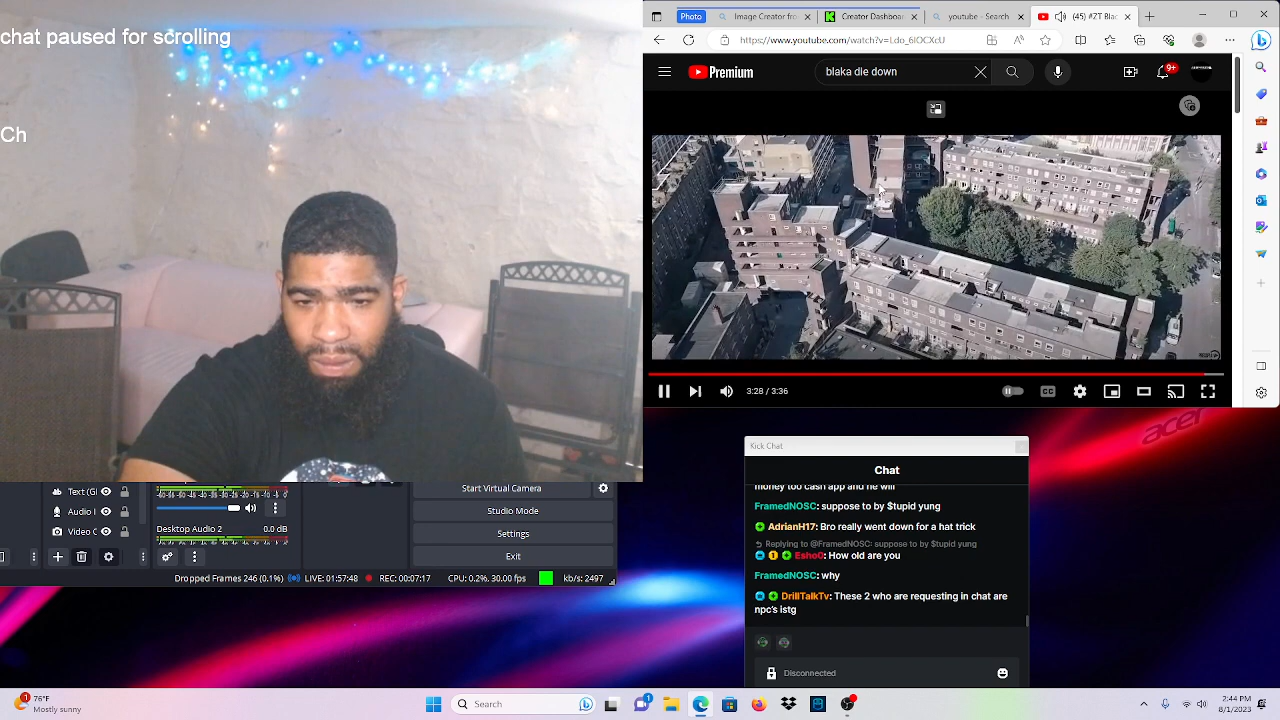 chat paused for scrolling
Ch
Photo
Image Creator fro
Creator Dashboa
youtube - Search
(45) #ZT Blac
https://www.youtube.com/watch?v=Ldo_6IOCXcU
Premium
blaka die down
9+
3:28 / 3:36
CC
acer
Kick Chat
Chat
money too cash app and he will
FramedNOSC: suppose to by $tupid yung
AdrianH17: Bro really went down for a hat trick
Replying to @FramedNOSC: suppose to by $tupid yung
Esho0: How old are you
FramedNOSC: why
DrillTalkTv: These 2 who are requesting in chat are
npc's istg
Disconnected
Text (G
Audio
Desktop Audio 2
0.0 dB
Start Virtual Camera
Studio Mode
Settings
Exit
Dropped Frames 246 (0.1%)
LIVE: 01:57:48
REC: 00:07:17
CPU: 0.2%, 30.00 fps
kb/s: 2497
76°F
Mostly sunny
Search
2:44 PM
8/1/2023